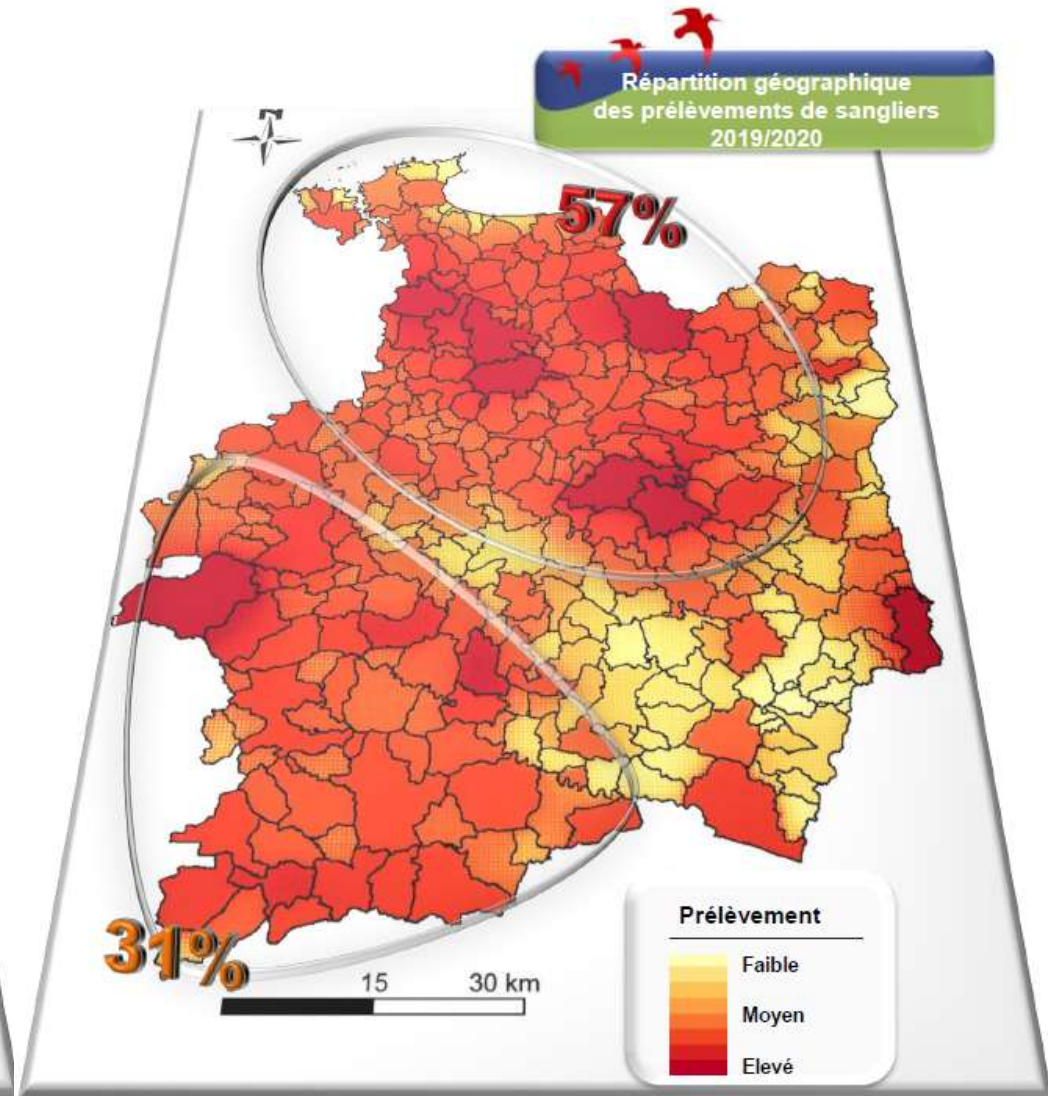 Répartition géographique
des prélèvements de sangliers
2019/2020
N
57%
31%
15 30 km
Prélèvement
Faible
Moyen
Elevé